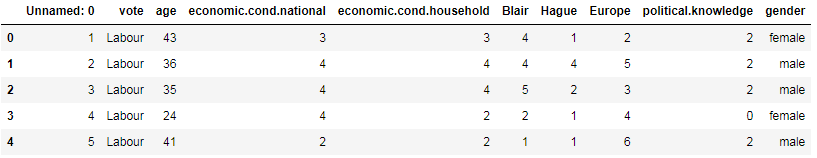 Unnamed: 0 vote age economic.cond.national economic.cond.household Blair Hague Europe political.knowledge gender
0 1 Labour 43 3 3 4 1 2 2 female
1 2 Labour 36 4 4 4 4 5 2 male
2 3 Labour 35 4 4 5 2 3 2 male
3 4 Labour 24 4 2 2 1 4 0 female
4 5 Labour 41 2 2 1 1 6 2 male